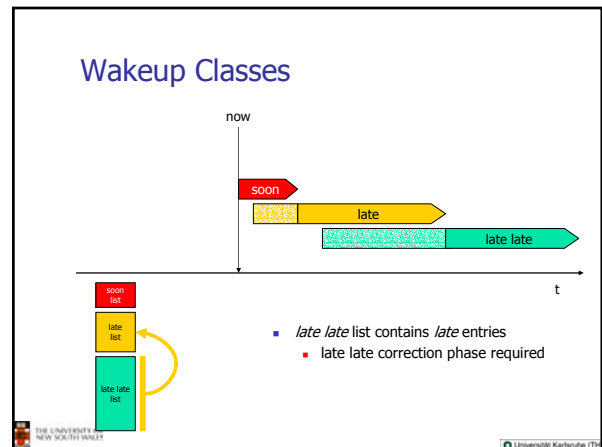 Wakeup Classes
now
soon
late
late late
t
soon
list
late
list
late late
list
late late list contains late entries
late late correction phase required
THE UNIVERSITY OF
NEW SOUTH WALES
Universität Karlsruhe (TH)